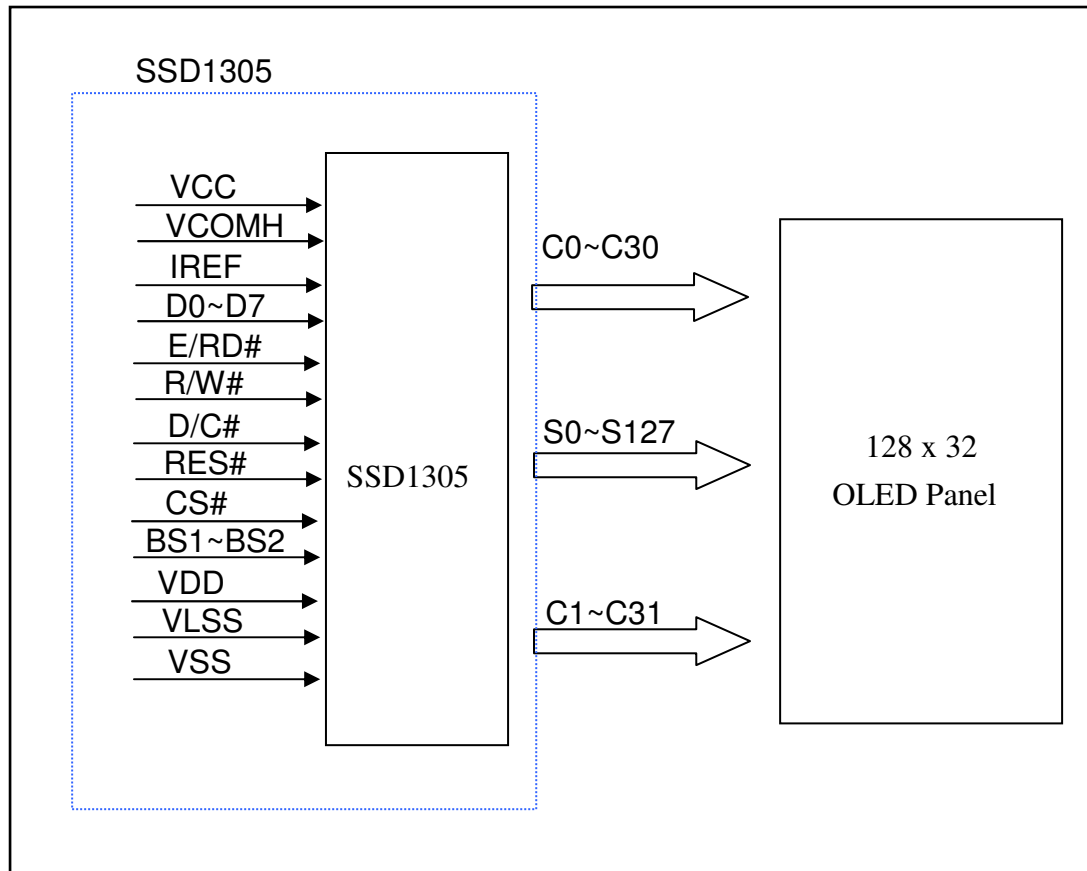 SSD1305
VCC
VCOMH
IREF
D0~D7
E/RD#
R/W#
D/C#
RES#
CS#
BS1~BS2
VDD
VLSS
VSS
SSD1305
C0~C30
S0~S127
C1~C31
128 x 32
OLED Panel